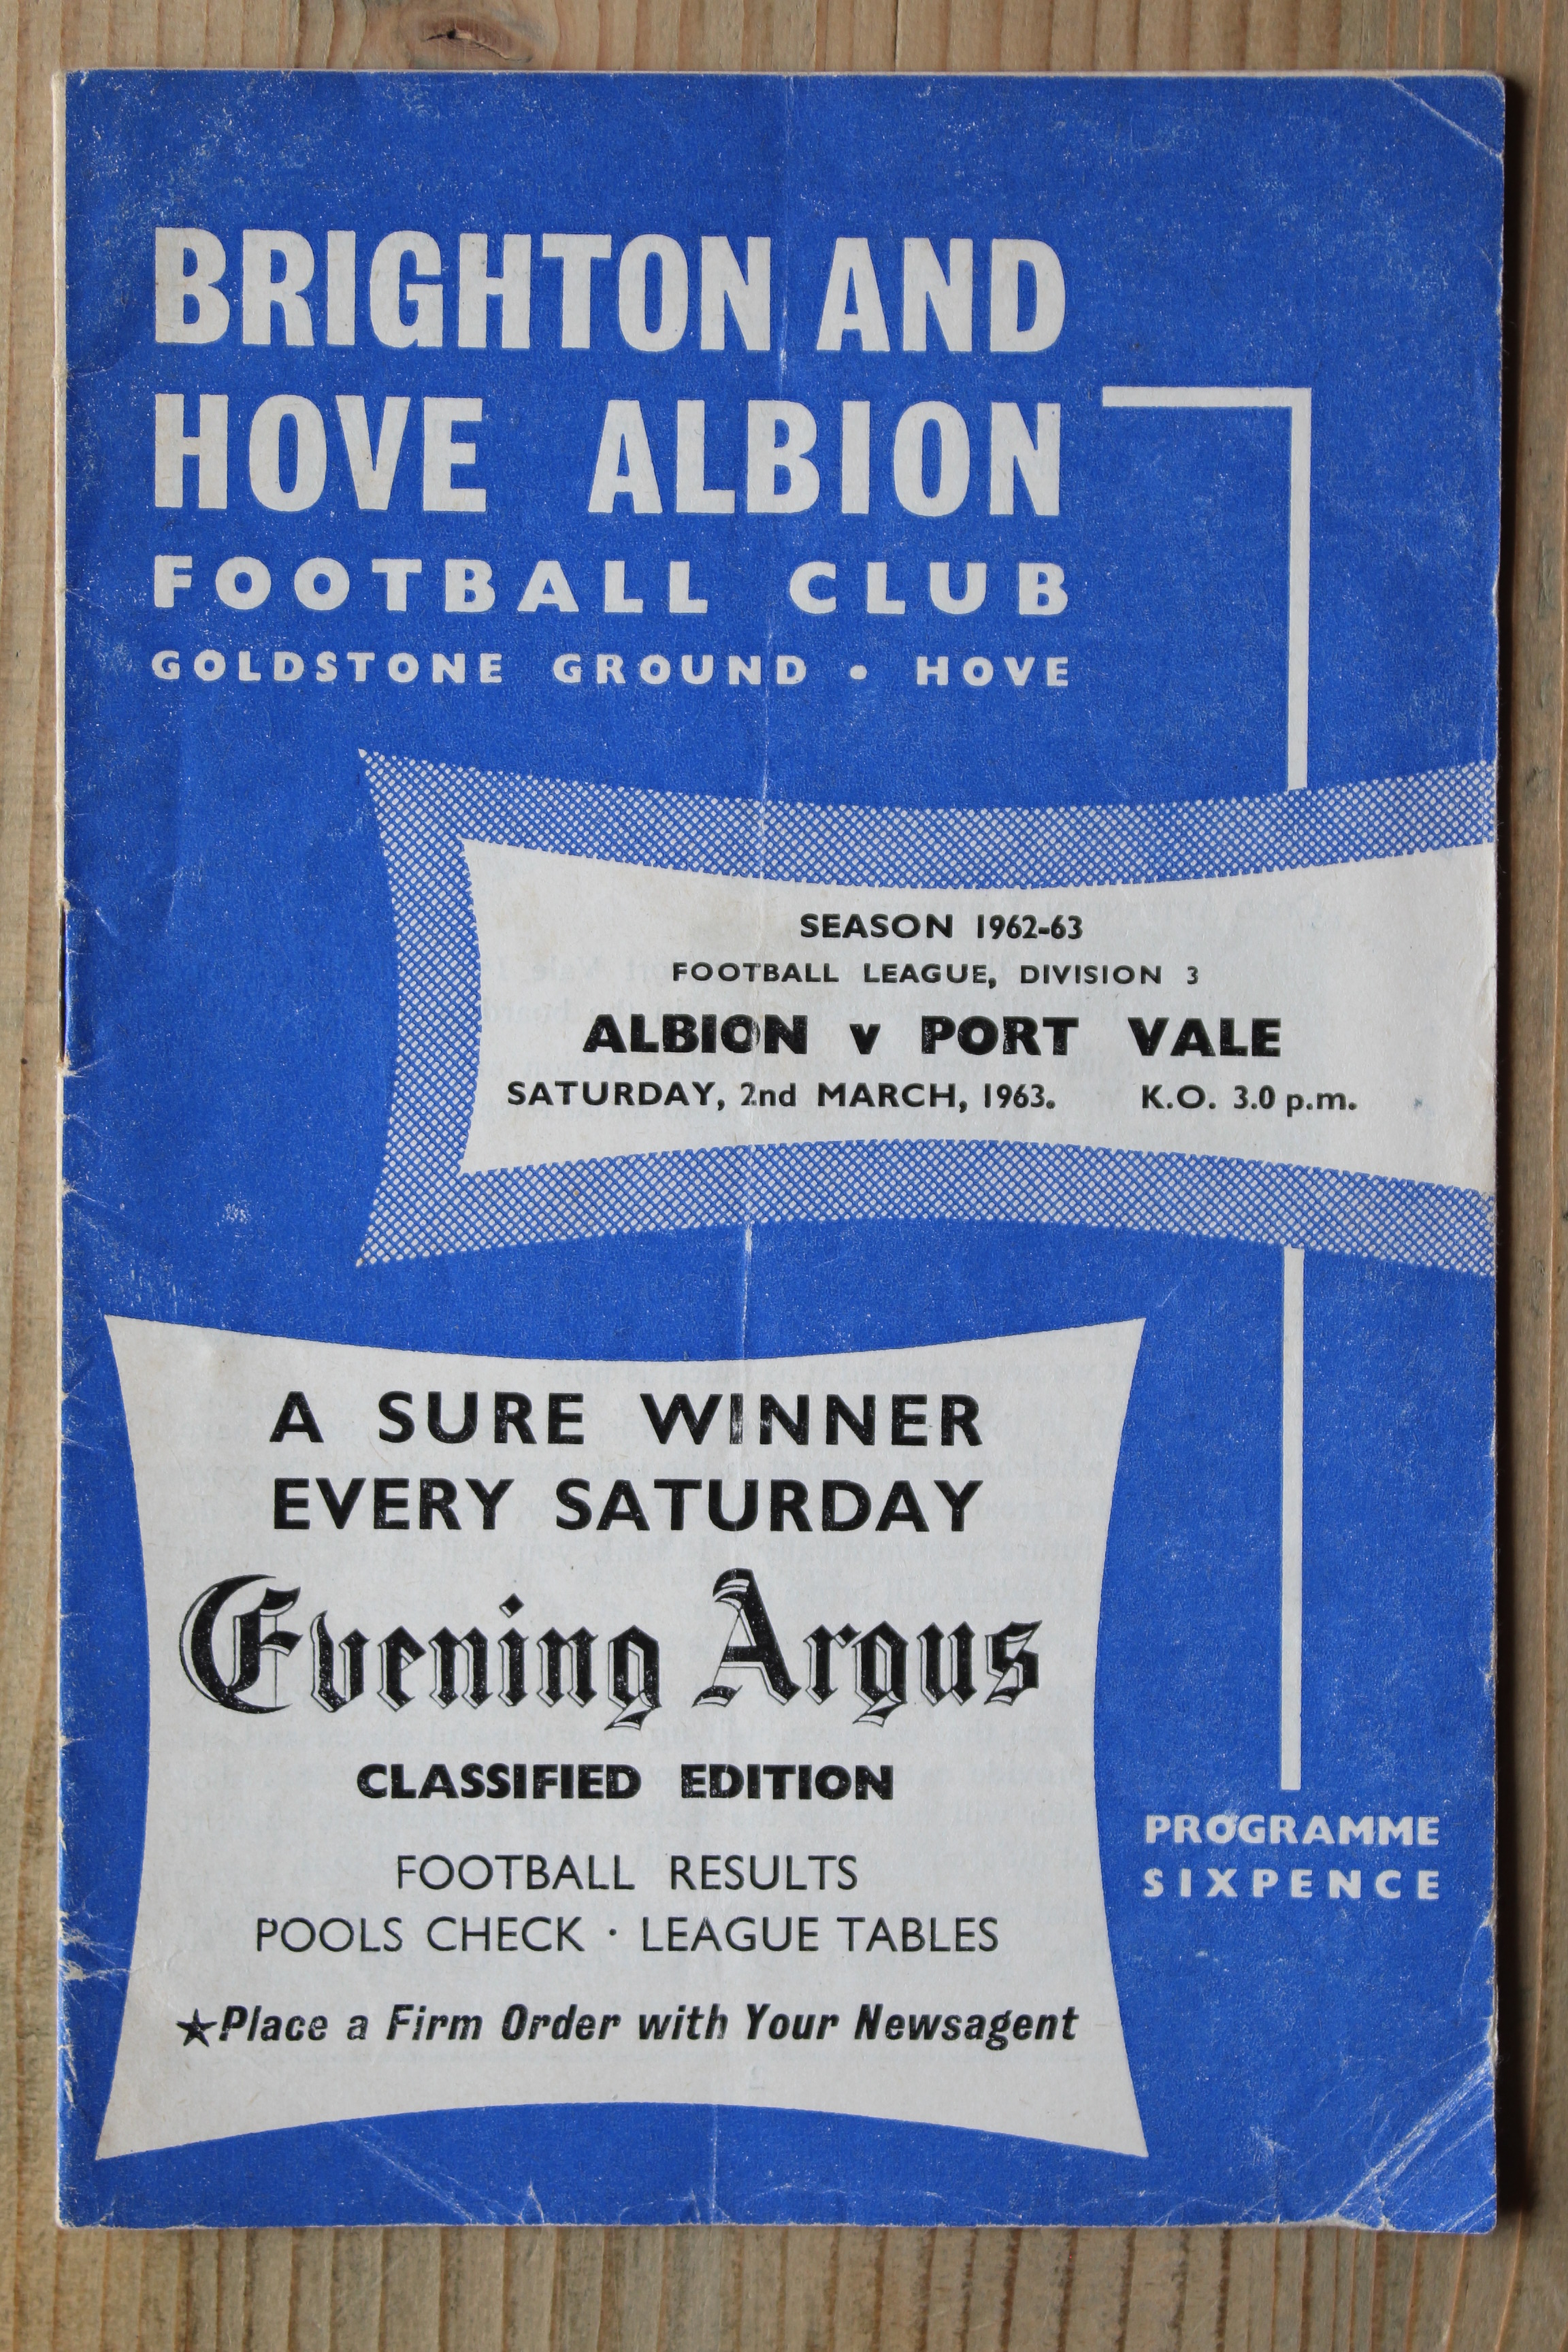 BRIGHTON AND
HOVE ALBION
FOOTBALL CLUB
GOLDSTONE GROUND • HOVE
SEASON 1962-63
FOOTBALL LEAGUE, DIVISION 3
ALBION v PORT VALE
SATURDAY, 2nd MARCH, 1963. K.O. 3.0 p.m.
A SURE WINNER
EVERY SATURDAY
Evening Argus
CLASSIFIED EDITION
FOOTBALL RESULTS
POOLS CHECK · LEAGUE TABLES
★Place a Firm Order with Your Newsagent
PROGRAMME
SIXPENCE